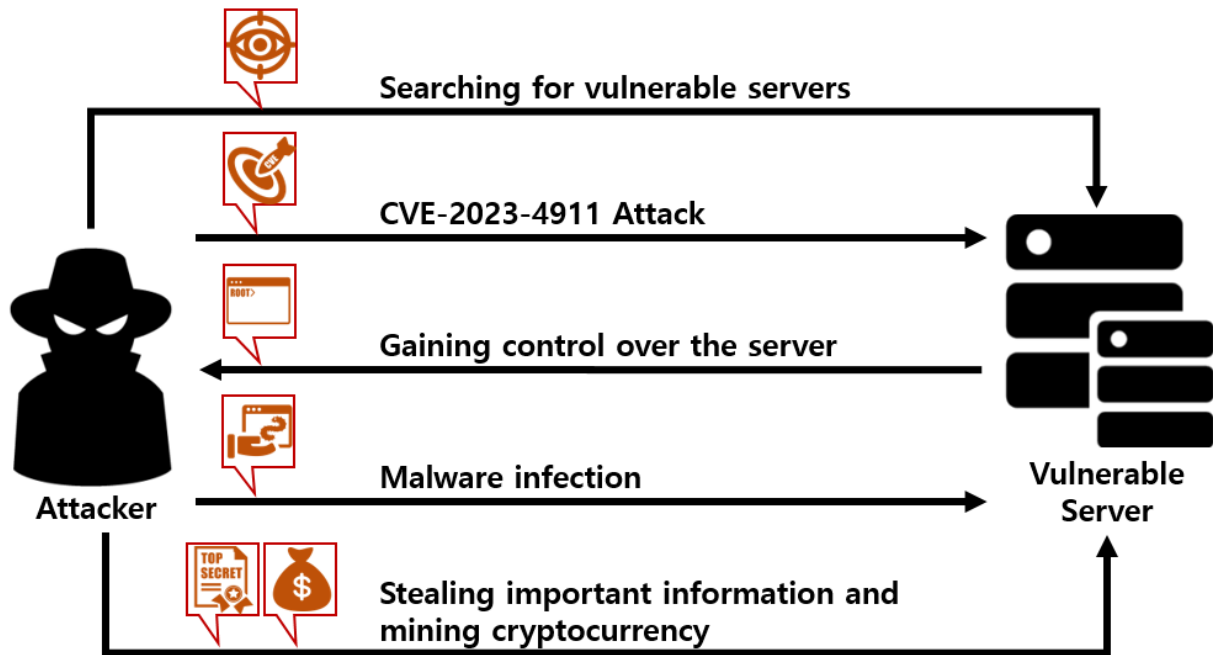 Searching for vulnerable servers
CVE
CVE-2023-4911 Attack
ROOT>
Gaining control over the server
Malware infection
Attacker
Vulnerable
Server
TOP
SECRET
$
Stealing important information and
mining cryptocurrency